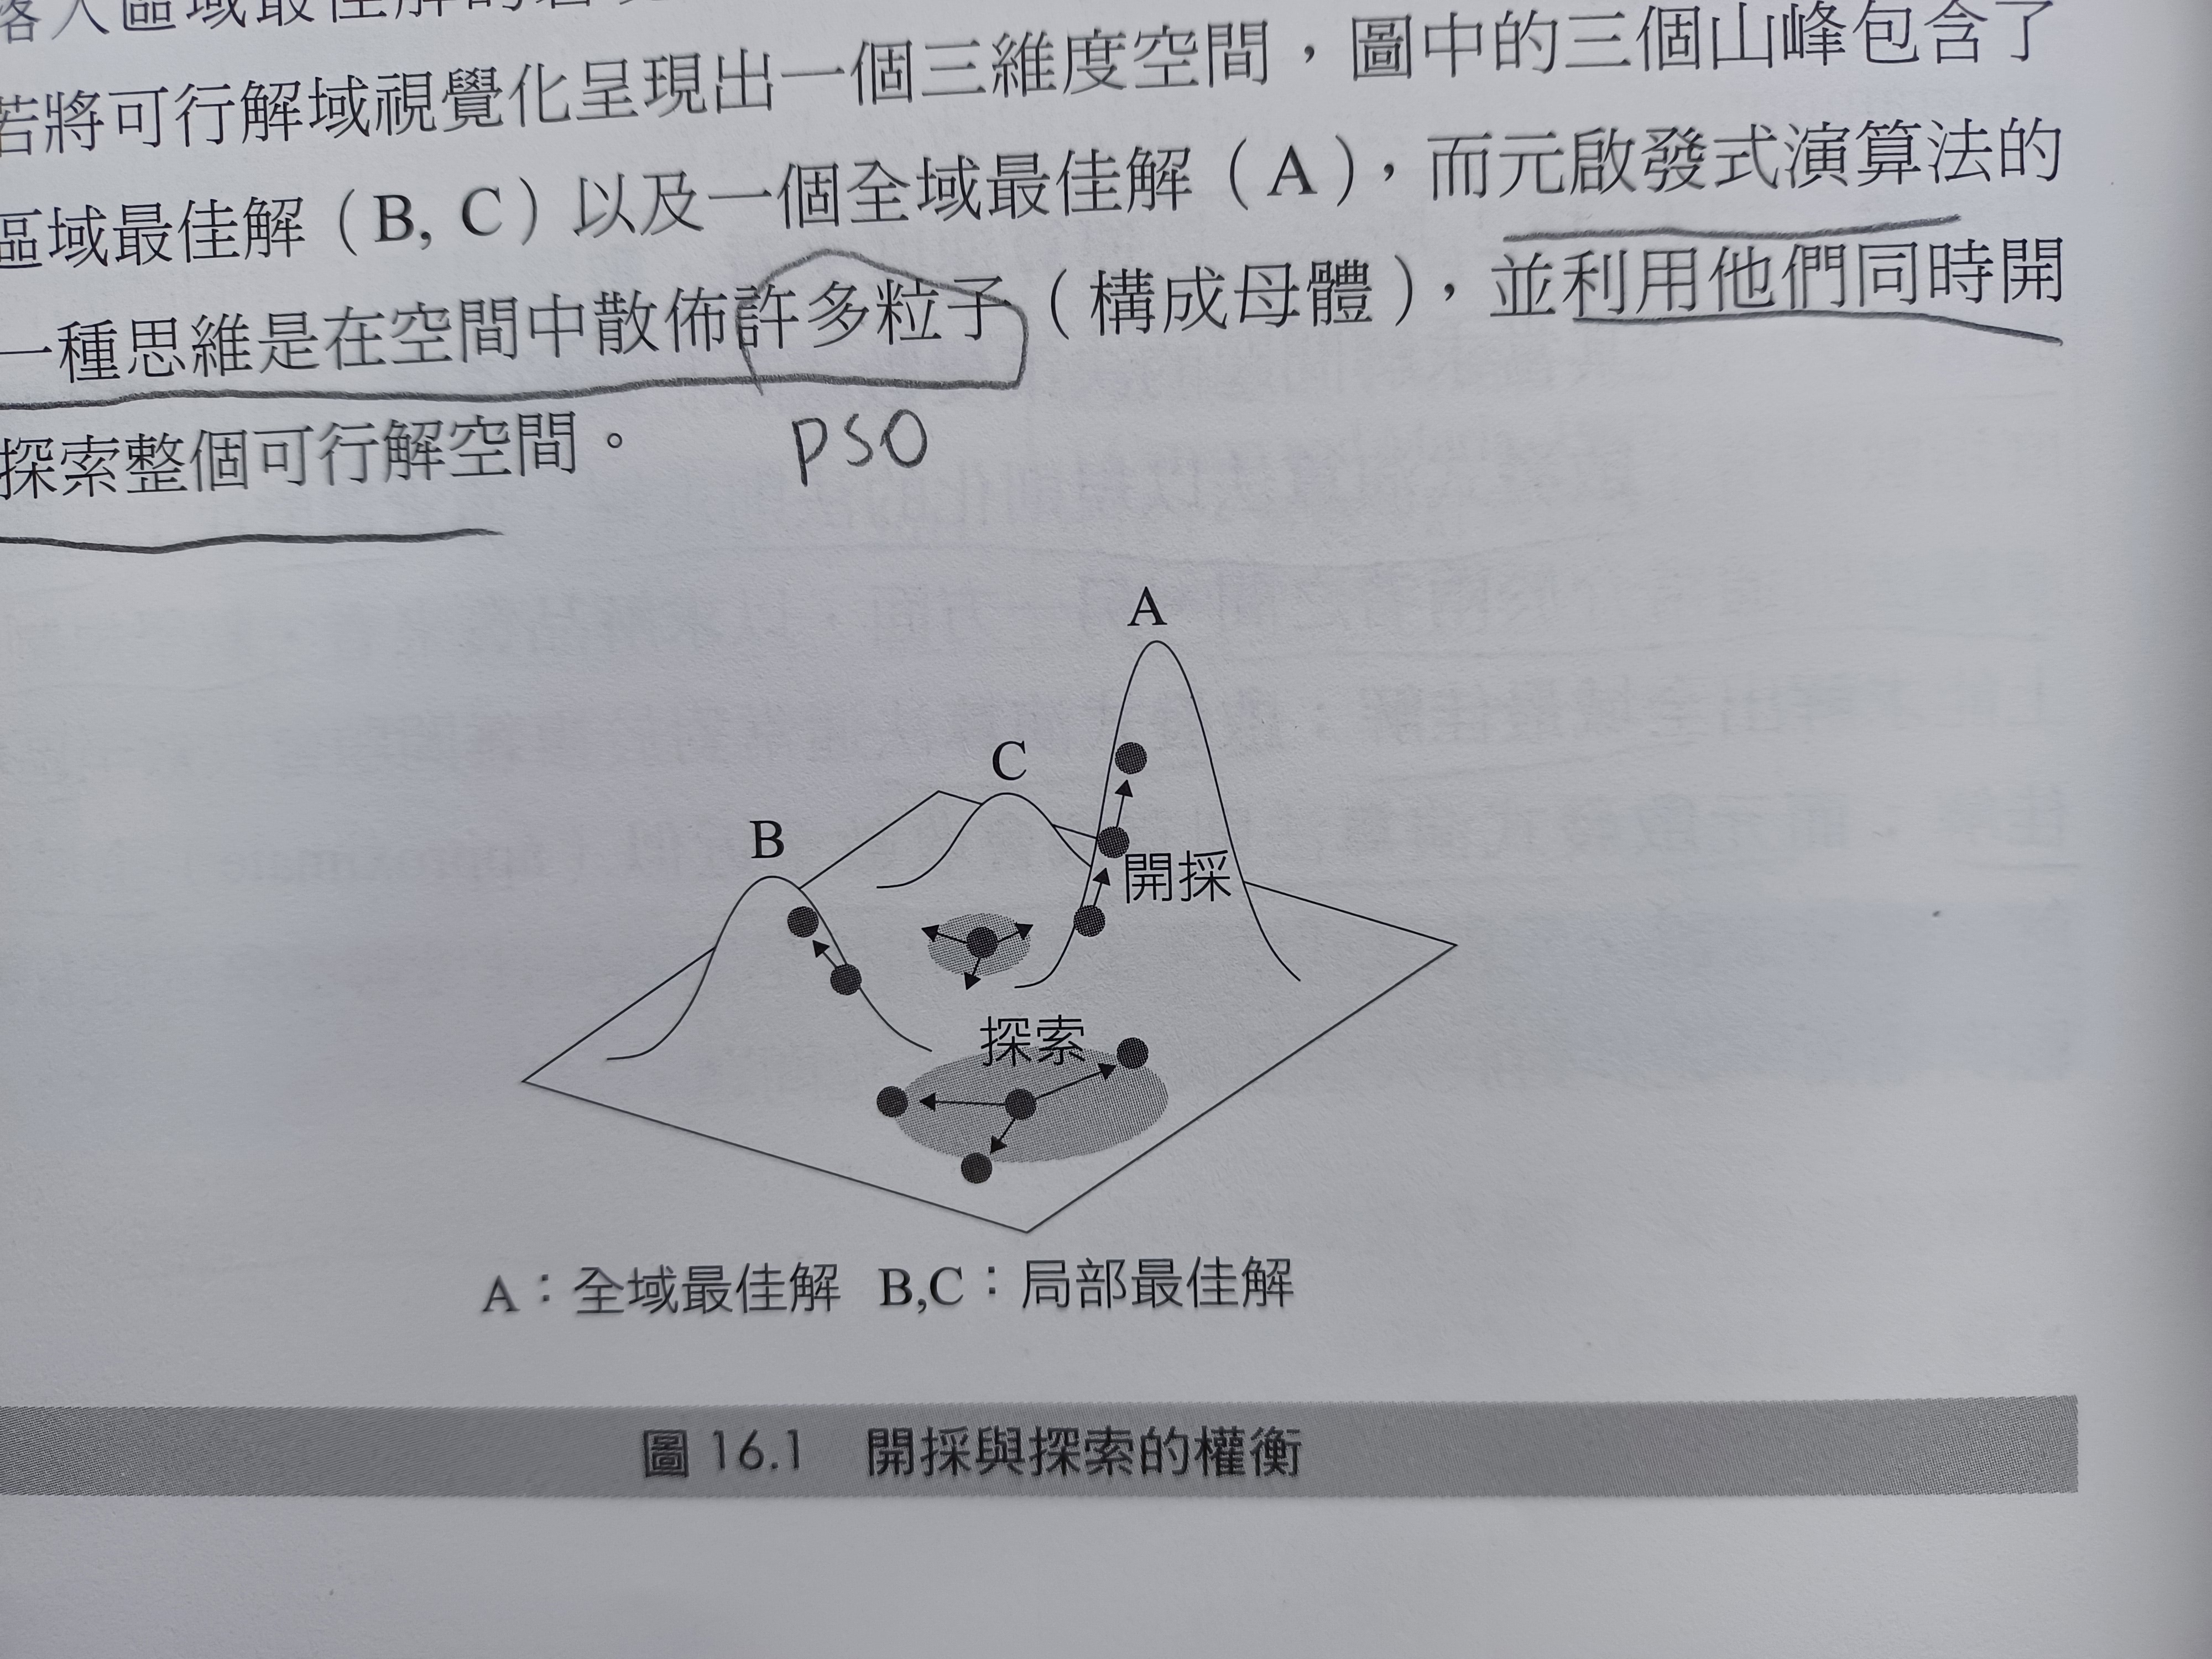 落入區域最佳解的
若將可行解域視覺化呈現出一個三維度空間，圖中的三個山峰包含了
區域最佳解（B, C）以及一個全域最佳解（A），而元啟發式演算法的
一種思維是在空間中散佈許多粒子（構成母體），並利用他們同時開
探索整個可行解空間。
PSO
A
C
B
開採
探索
A：全域最佳解 B,C：局部最佳解
圖 16.1 開採與探索的權衡